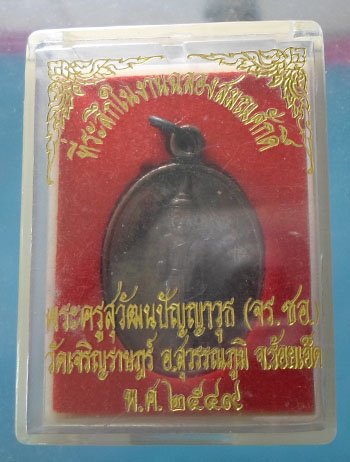 ที่ระลึกในงานฉลองสมณศักดิ์
พระครูสุวัฒนปัญญาวุธ (จร.ชอ.)
วัดเจริญราษฎร์ อ.สุวรรณภูมิ จ.ร้อยเอ็ด
พ.ศ. ๒๕๔๙